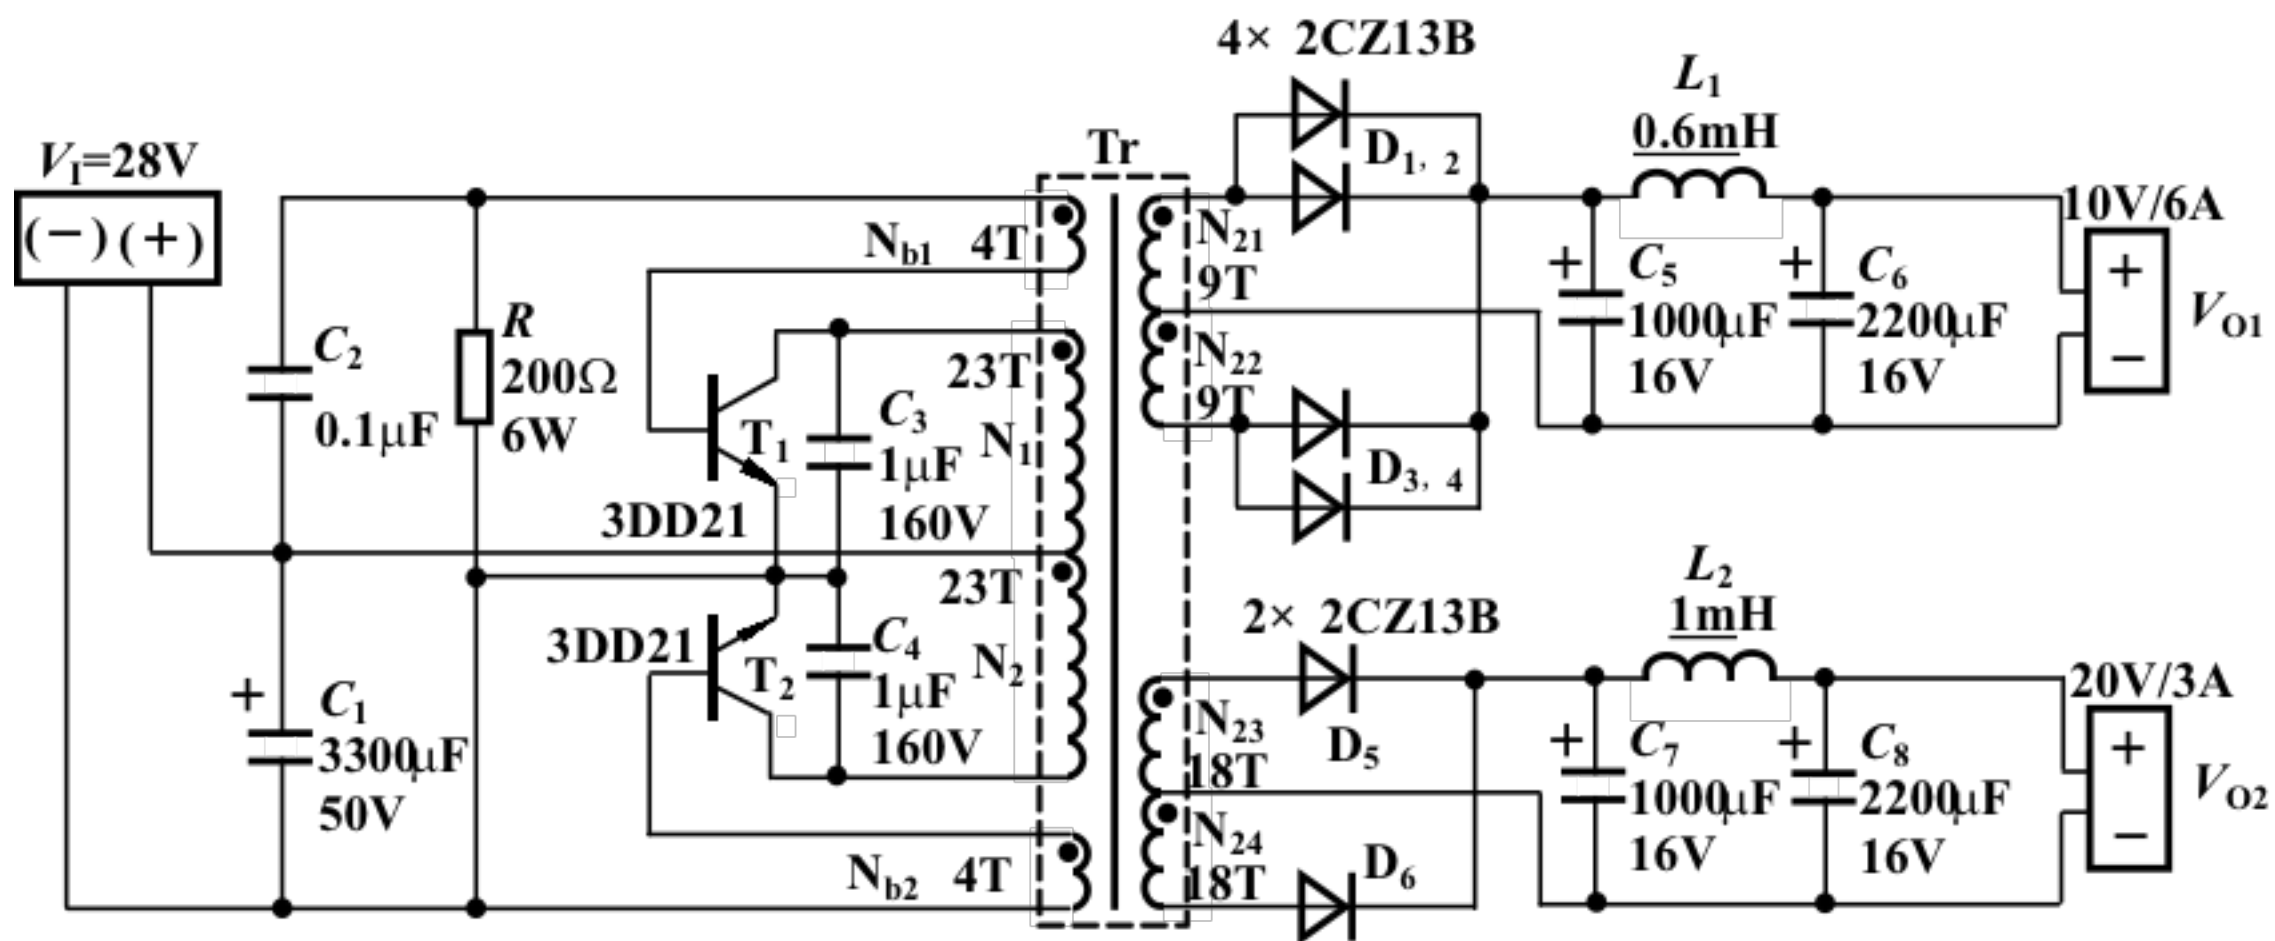 4× 2CZ13B
L1
0.6mH
VI=28V
(−) (+)
Tr
D1, 2
10V/6A
Nb1 4T
N21
9T
+ C5
1000μF
16V
+ C6
2200μF
16V
+
−
VO1
C2
0.1μF
R
200Ω
6W
23T
N1
T1
C3
1μF
160V
3DD21
N22
9T
D3, 4
L2
1mH
23T
N2
3DD21
T2
C4
1μF
160V
2× 2CZ13B
20V/3A
+ C1
3300μF
50V
N23
18T
D5
+ C7
1000μF
16V
+ C8
2200μF
16V
+
−
VO2
Nb2 4T
N24
18T
D6